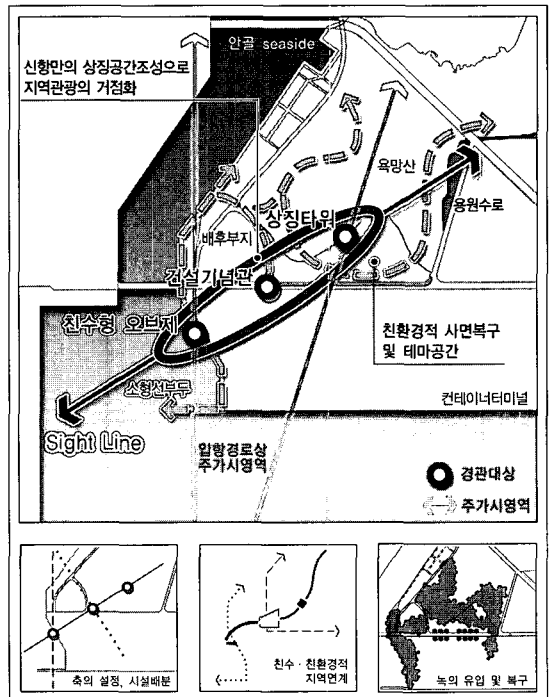 안골 seaside
신항만의 상징공간조성으로
지역관광의 거점화
욕망산
용원수로
상징타워
배후부지
건설기념관
친수형 오브제
친환경적 사면복구
및 테마공간
소형선부두
컨테이너터미널
Sight Line
입항경로상
주가시영역
경관대상
주가시영역
축의 설정, 시설배분
친수 · 친환경적
지역연계
녹의 유입 및 복구